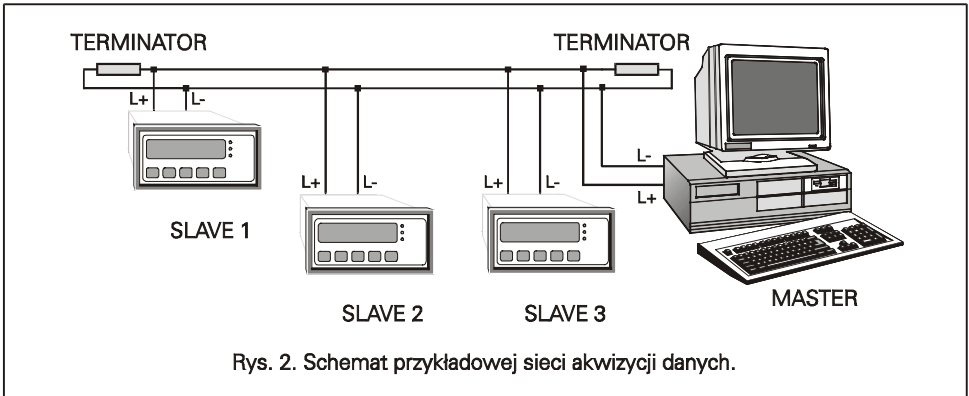 TERMINATOR TERMINATOR
L+ L-
L-
L+
L+ L- L+ L-
SLAVE 1
SLAVE 2 SLAVE 3 MASTER
Rys. 2. Schemat przykładowej sieci akwizycji danych.